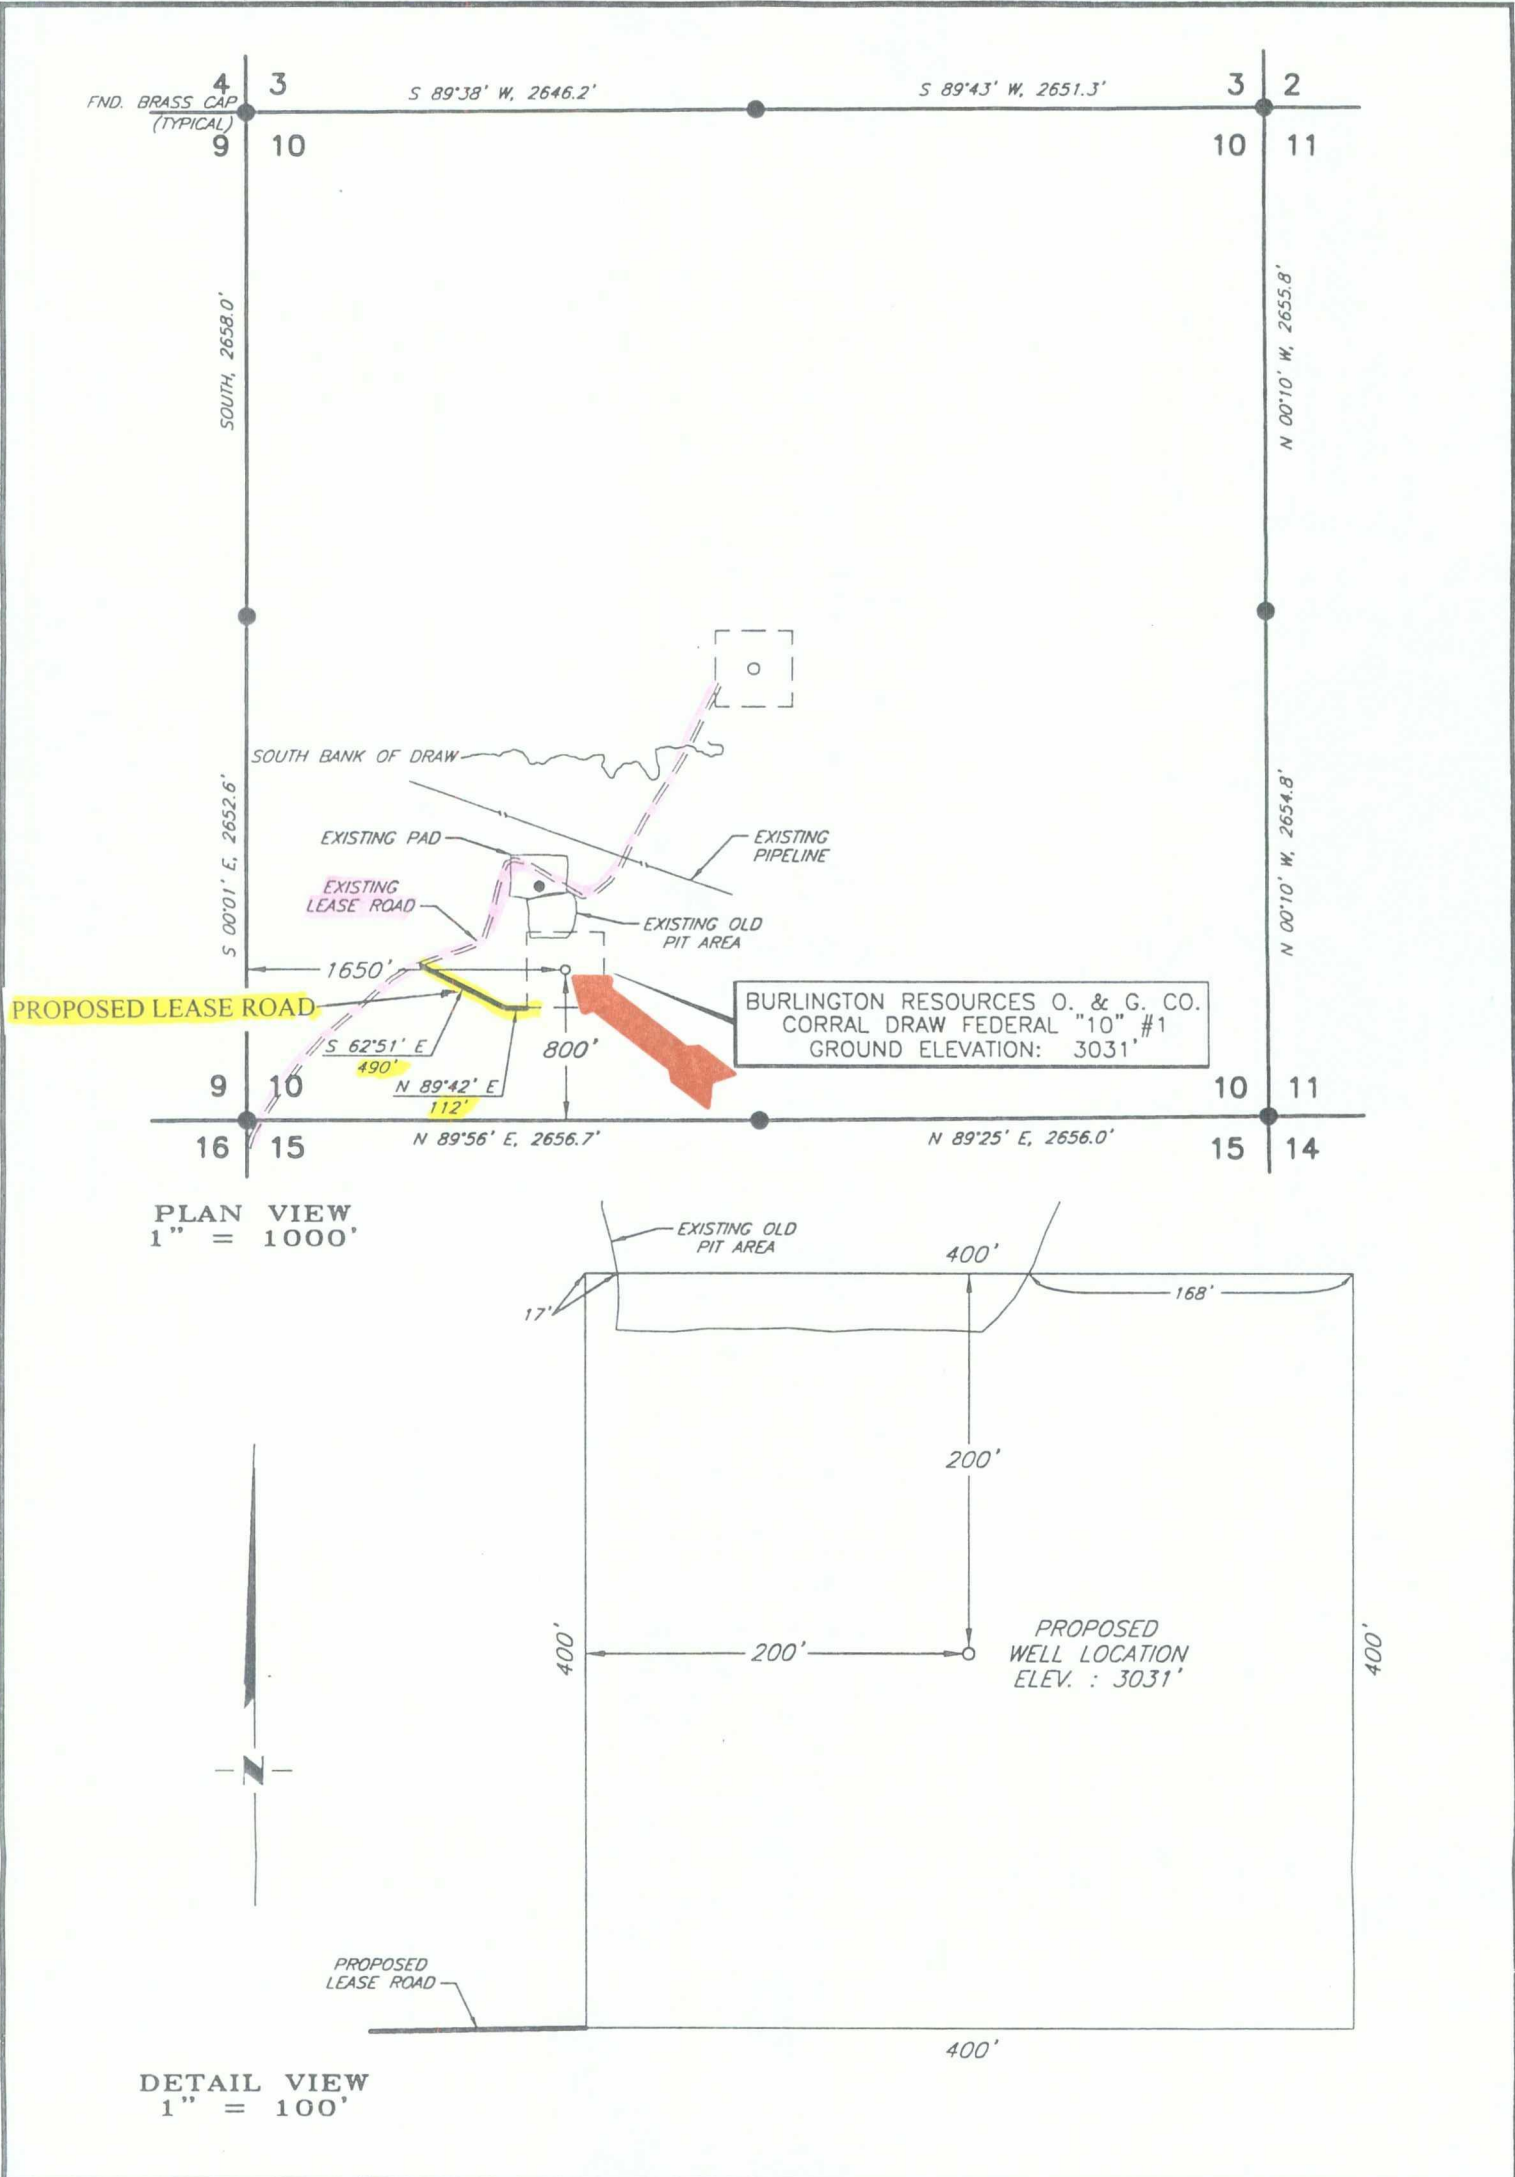 4 3
S 89°38' W, 2646.2'
S 89°43' W, 2651.3'
3 2
FND. BRASS CAP
(TYPICAL)
9 10
10 11
SOUTH, 2658.0'
N 00°10' W, 2655.8'
SOUTH BANK OF DRAW
S 00°01' E, 2652.6'
N 00°10' W, 2654.8'
EXISTING PAD
EXISTING
PIPELINE
EXISTING
LEASE ROAD
EXISTING OLD
PIT AREA
1650'
PROPOSED LEASE ROAD
BURLINGTON RESOURCES O. & G. CO.
CORRAL DRAW FEDERAL "10" #1
GROUND ELEVATION: 3031'
S 62°51' E
490'
800'
N 89°42' E
112'
9 10
10 11
N 89°56' E, 2656.7'
N 89°25' E, 2656.0'
16 15
15 14
PLAN VIEW
1" = 1000'
EXISTING OLD
PIT AREA
400'
17'
168'
200'
400'
200'
PROPOSED
WELL LOCATION
ELEV. : 3031'
400'
N
PROPOSED
LEASE ROAD
400'
DETAIL VIEW
1" = 100'